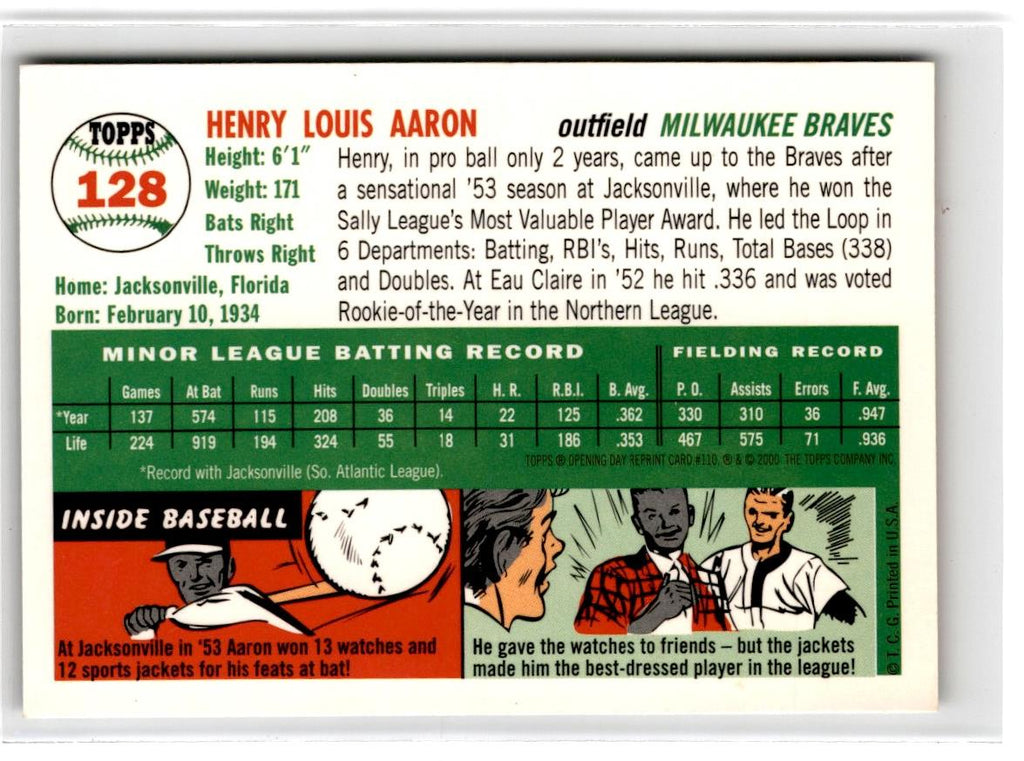 TOPPS
128
HENRY LOUIS AARON
outfield MILWAUKEE BRAVES
Height: 6'1"
Weight: 171
Bats Right
Throws Right
Home: Jacksonville, Florida
Born: February 10, 1934
Henry, in pro ball only 2 years, came up to the Braves after
a sensational '53 season at Jacksonville, where he won the
Sally League's Most Valuable Player Award. He led the Loop in
6 Departments: Batting, RBI's, Hits, Runs, Total Bases (338)
and Doubles. At Eau Claire in '52 he hit .336 and was voted
Rookie-of-the-Year in the Northern League.
MINOR LEAGUE BATTING RECORD FIELDING RECORD
Games At Bat Runs Hits Doubles Triples H. R. R.B.I. B. Avg. P. O. Assists Errors F. Avg.
*Year 137 574 115 208 36 14 22 125 .362 330 310 36 .947
Life 224 919 194 324 55 18 31 186 .353 467 575 71 .936
*Record with Jacksonville (So. Atlantic League).
TOPPS ® OPENING DAY REPRINT CARD #110. ® & © 2000 THE TOPPS COMPANY INC.
INSIDE BASEBALL
At Jacksonville in '53 Aaron won 13 watches and
12 sports jackets for his feats at bat!
He gave the watches to friends – but the jackets
made him the best-dressed player in the league!
© T. C. G. Printed in U.S.A.